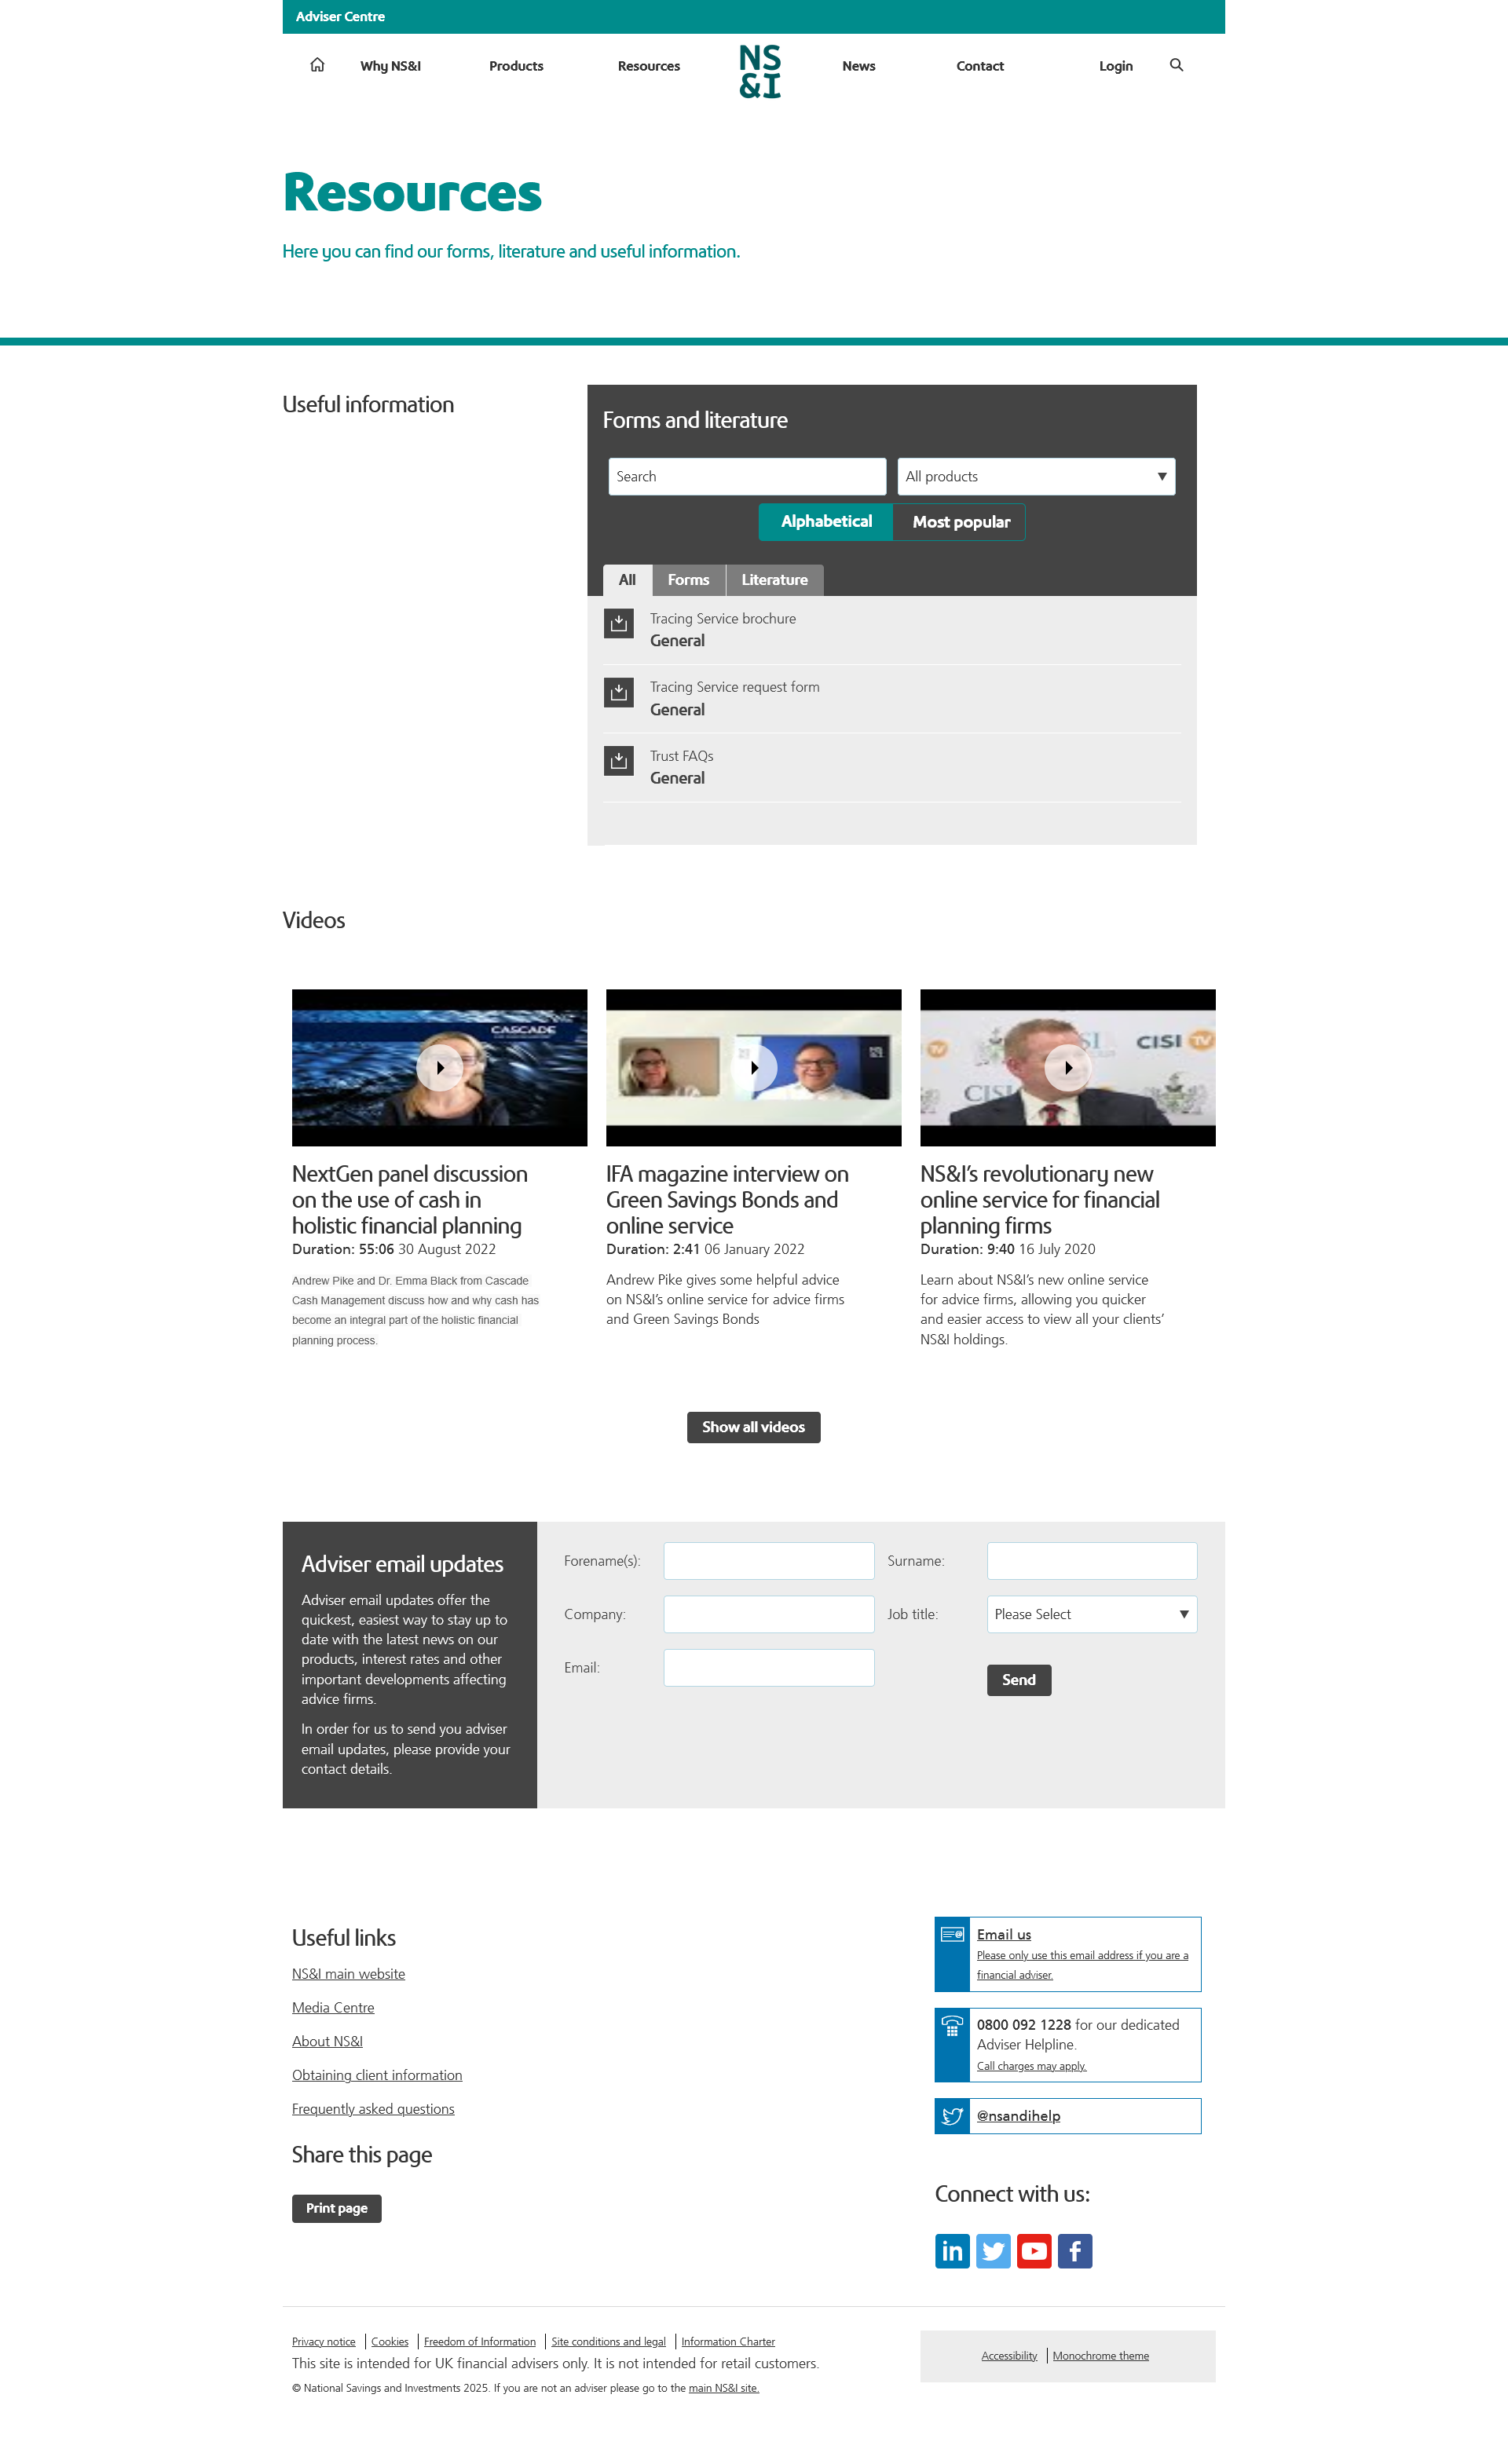 Adviser Centre
Why NS&I
Products
Resources
NS
&I
News
Contact
Login
Resources
Here you can find our forms, literature and useful information.
Useful information
Forms and literature
Search
All products
Alphabetical
Most popular
All
Forms
Literature
Tracing Service brochure
General
Tracing Service request form
General
Trust FAQs
General
Videos
CASCADE
CISI
CISI
NextGen panel discussion
on the use of cash in
holistic financial planning
Duration: 55:06 30 August 2022
Andrew Pike and Dr. Emma Black from Cascade
Cash Management discuss how and why cash has
become an integral part of the holistic financial
planning process.
IFA magazine interview on
Green Savings Bonds and
online service
Duration: 2:41 06 January 2022
Andrew Pike gives some helpful advice
on NS&I's online service for advice firms
and Green Savings Bonds
NS&I's revolutionary new
online service for financial
planning firms
Duration: 9:40 16 July 2020
Learn about NS&I's new online service
for advice firms, allowing you quicker
and easier access to view all your clients'
NS&I holdings.
Show all videos
Adviser email updates
Adviser email updates offer the
quickest, easiest way to stay up to
date with the latest news on our
products, interest rates and other
important developments affecting
advice firms.
In order for us to send you adviser
email updates, please provide your
contact details.
Forename(s):
Surname:
Company:
Job title:
Please Select
Email:
Send
Useful links
NS&I main website
Media Centre
About NS&I
Obtaining client information
Frequently asked questions
Share this page
Print page
Email us
Please only use this email address if you are a
financial adviser.
0800 092 1228 for our dedicated
Adviser Helpline.
Call charges may apply.
@nsandihelp
Connect with us:
in
f
Privacy notice
Cookies
Freedom of Information
Site conditions and legal
Information Charter
This site is intended for UK financial advisers only. It is not intended for retail customers.
© National Savings and Investments 2025. If you are not an adviser please go to the main NS&I site.
Accessibility
Monochrome theme